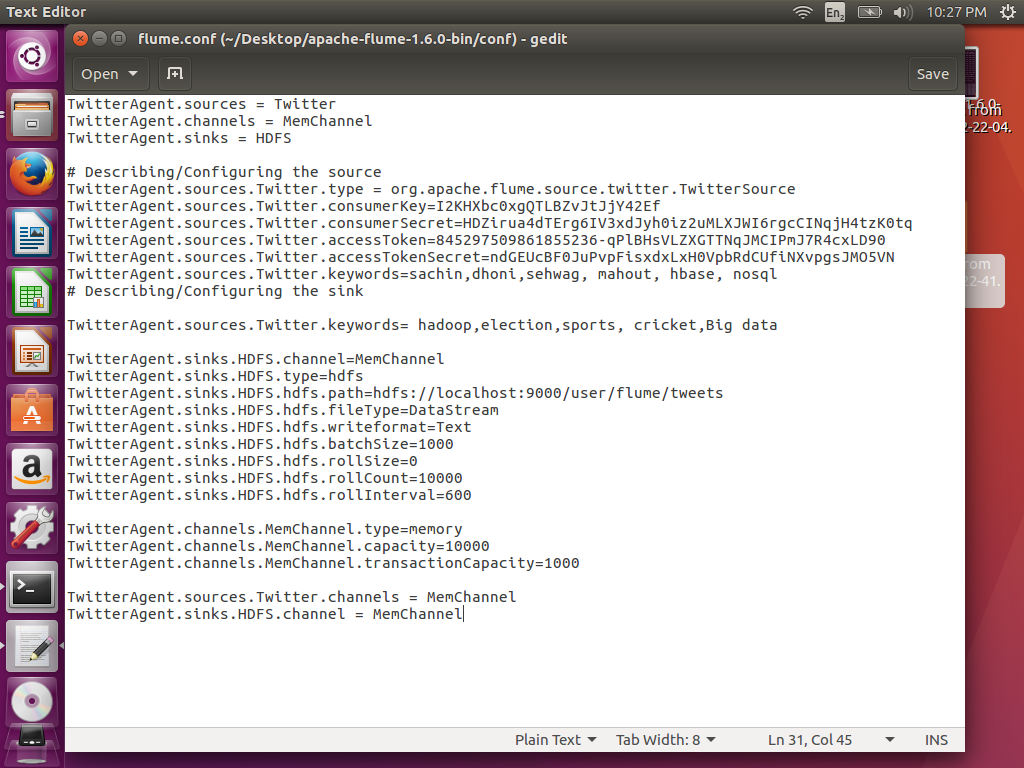 Text Editor
En2
10:27 PM
flume.conf (~/Desktop/apache-flume-1.6.0-bin/conf) - gedit
Open
Save
TwitterAgent.sources = Twitter
TwitterAgent.channels = MemChannel
TwitterAgent.sinks = HDFS
# Describing/Configuring the source
TwitterAgent.sources.Twitter.type = org.apache.flume.source.twitter.TwitterSource
TwitterAgent.sources.Twitter.consumerKey=I2KHXbc0xgQTLBZvJtJjY42Ef
TwitterAgent.sources.Twitter.consumerSecret=HDZirua4dTErg6IV3xdJyh0iz2uMLXJWI6rgcCINqjH4tzK0tq
TwitterAgent.sources.Twitter.accessToken=845297509861855236-qPlBHsVLZXGTTNqJMCIPmJ7R4cxLD90
TwitterAgent.sources.Twitter.accessTokenSecret=ndGEUcBF0JuPvpFisxdxLxH0VpbRdCUfiNXvpgsJMO5VN
TwitterAgent.sources.Twitter.keywords=sachin,dhoni,sehwag, mahout, hbase, nosql
# Describing/Configuring the sink
TwitterAgent.sources.Twitter.keywords= hadoop,election,sports, cricket,Big data
TwitterAgent.sinks.HDFS.channel=MemChannel
TwitterAgent.sinks.HDFS.type=hdfs
TwitterAgent.sinks.HDFS.hdfs.path=hdfs://localhost:9000/user/flume/tweets
TwitterAgent.sinks.HDFS.hdfs.fileType=DataStream
TwitterAgent.sinks.HDFS.hdfs.writeformat=Text
TwitterAgent.sinks.HDFS.hdfs.batchSize=1000
TwitterAgent.sinks.HDFS.hdfs.rollSize=0
TwitterAgent.sinks.HDFS.hdfs.rollCount=10000
TwitterAgent.sinks.HDFS.hdfs.rollInterval=600
TwitterAgent.channels.MemChannel.type=memory
TwitterAgent.channels.MemChannel.capacity=10000
TwitterAgent.channels.MemChannel.transactionCapacity=1000
TwitterAgent.sources.Twitter.channels = MemChannel
TwitterAgent.sinks.HDFS.channel = MemChannel
Plain Text
Tab Width: 8
Ln 31, Col 45
INS
-22-04.
rom
22-41.